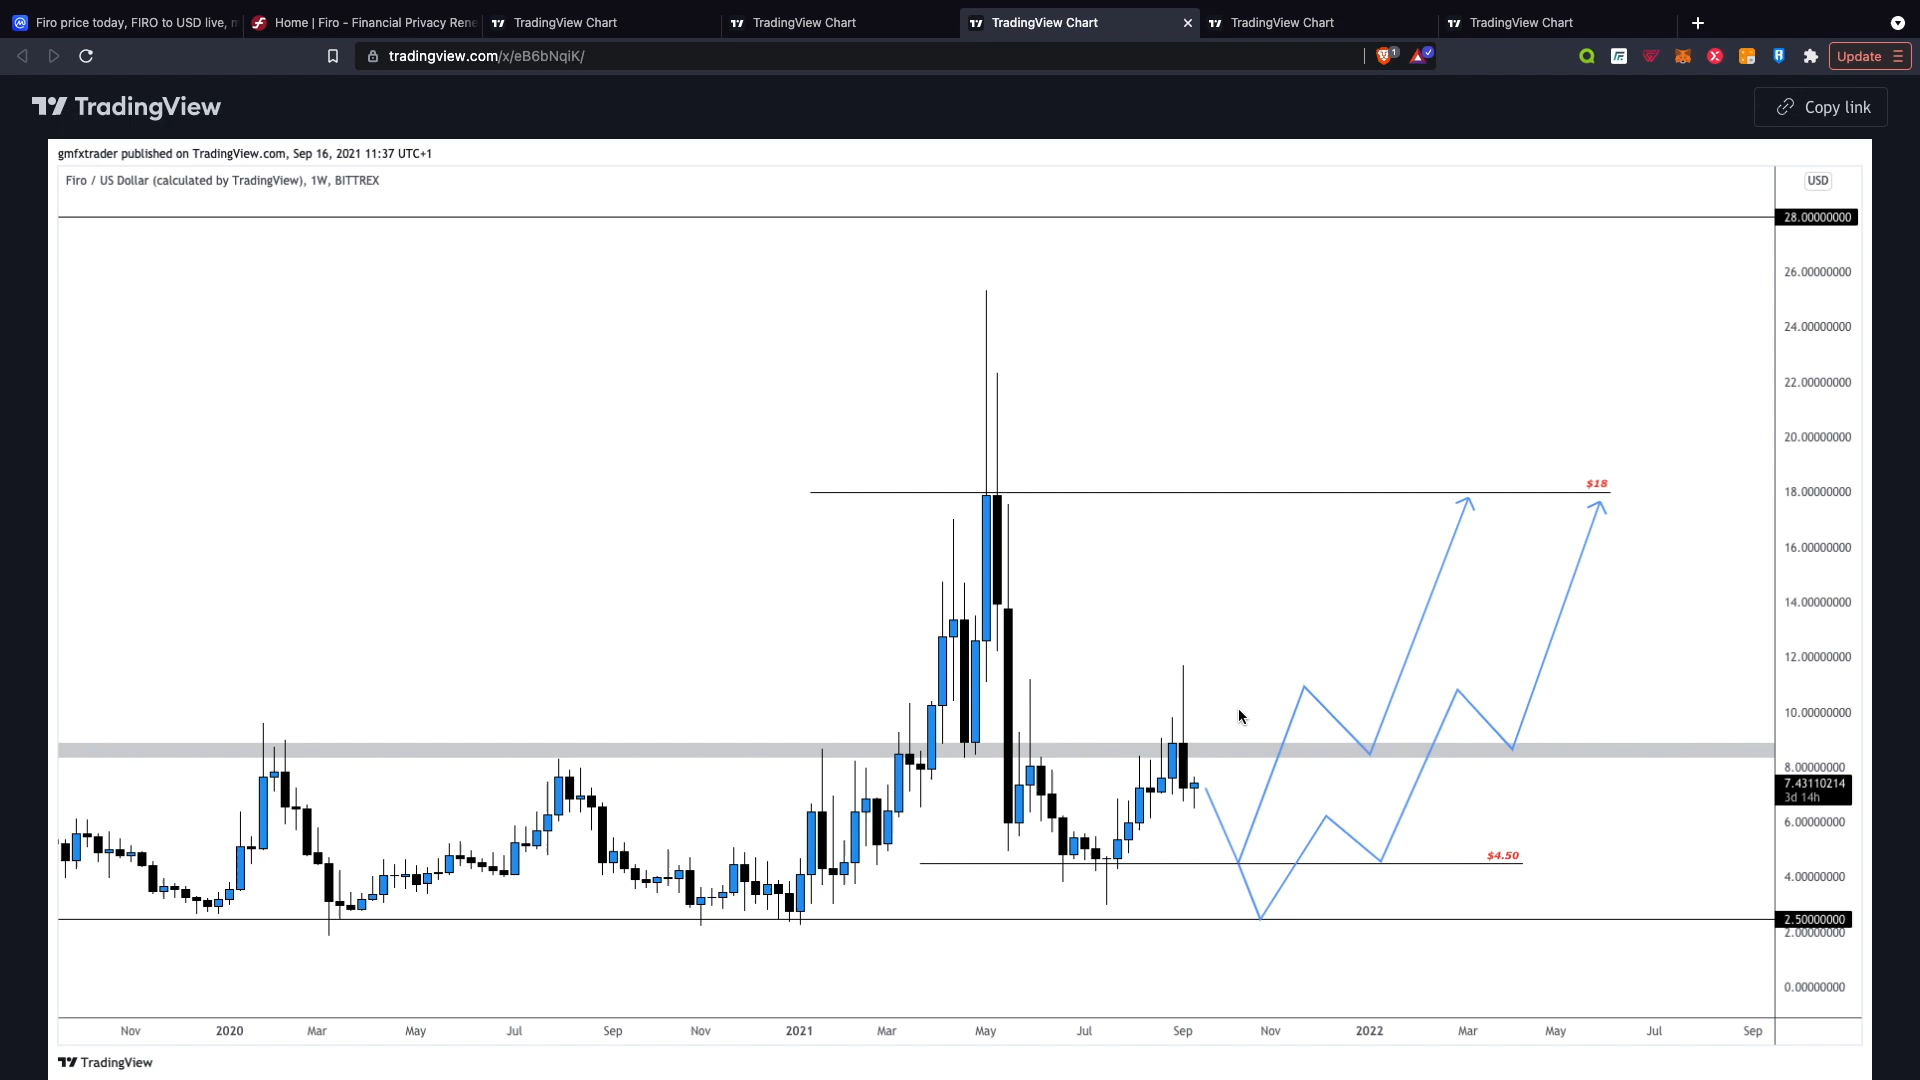 Firo price today, FIRO to USD live, m
Home | Firo - Financial Privacy Rene
TradingView Chart
TradingView Chart
TradingView Chart
TradingView Chart
TradingView Chart
tradingview.com/x/eB6bNqiK/
1
Update
TradingView
Copy link
gmfxtrader published on TradingView.com, Sep 16, 2021 11:37 UTC+1
Firo / US Dollar (calculated by TradingView), 1W, BITTREX
USD
28.00000000
26.00000000
24.00000000
22.00000000
20.00000000
$18
18.00000000
16.00000000
14.00000000
12.00000000
10.00000000
8.00000000
7.43110214
3d 14h
6.00000000
$4.50
4.00000000
2.50000000
2.00000000
0.00000000
Nov 2020 Mar May Jul Sep Nov 2021 Mar May Jul Sep Nov 2022 Mar May Jul Sep
TradingView